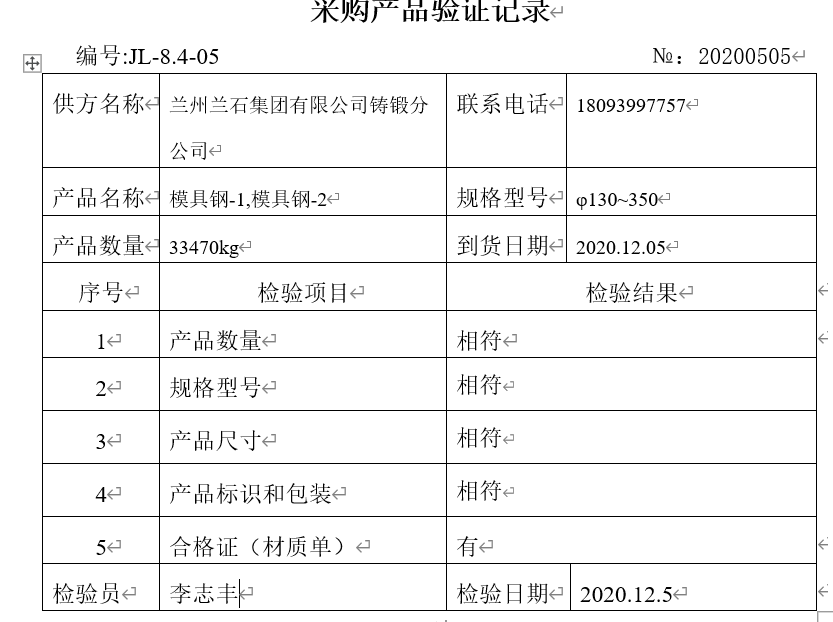 采购产品验证记录
编号:JL-8.4-05 №：20200505
供方名称 兰州兰石集团有限公司铸锻分 联系电话 18093997757
公司
产品名称 模具钢-1,模具钢-2 规格型号 φ130~350
产品数量 33470kg 到货日期 2020.12.05
序号 检验项目 检验结果
1 产品数量 相符
2 规格型号 相符
3 产品尺寸 相符
4 产品标识和包装 相符
5 合格证（材质单） 有
检验员 李志丰 检验日期 2020.12.5